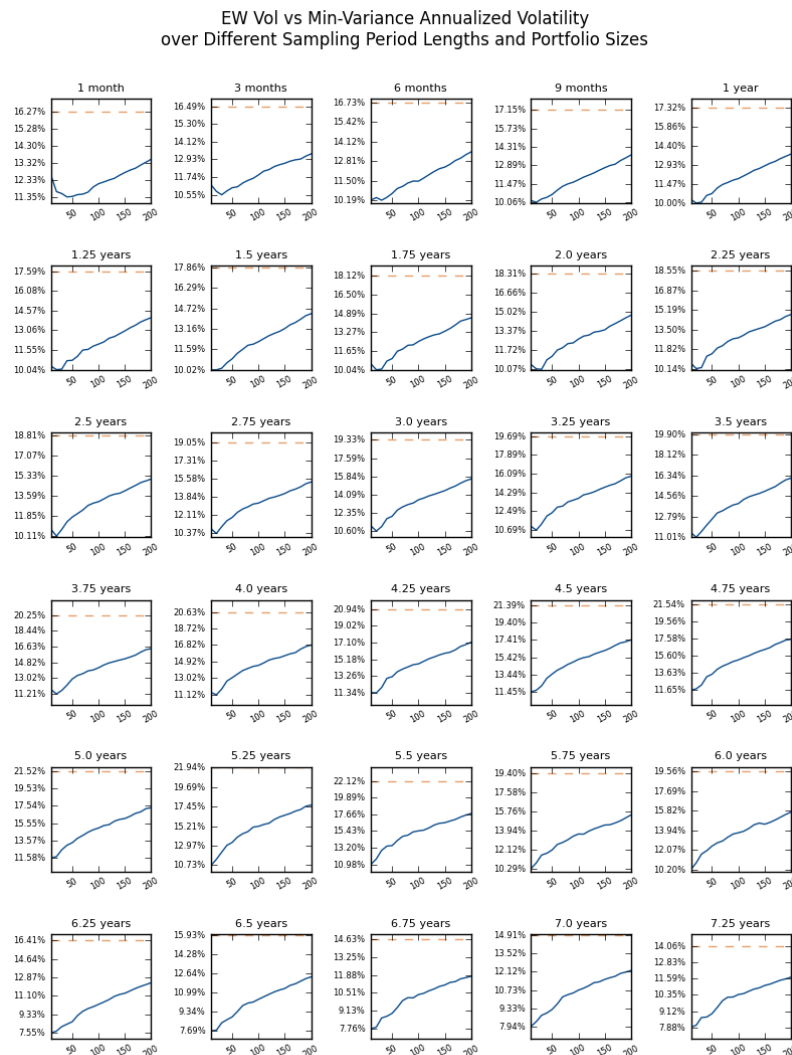 EW Vol vs Min-Variance Annualized Volatility
over Different Sampling Period Lengths and Portfolio Sizes
1 month
16.27%
15.28%
14.30%
13.32%
12.33%
11.35%
50 100 150 200
3 months
16.49%
15.30%
14.12%
12.93%
11.74%
10.55%
50 100 150 200
6 months
16.73%
15.42%
14.12%
12.81%
11.50%
10.19%
50 100 150 200
9 months
17.15%
15.73%
14.31%
12.89%
11.47%
10.06%
50 100 150 200
1 year
17.32%
15.86%
14.40%
12.93%
11.47%
10.00%
50 100 150 200
1.25 years
17.59%
16.08%
14.57%
13.06%
11.55%
10.04%
50 100 150 200
1.5 years
17.86%
16.29%
14.72%
13.16%
11.59%
10.02%
50 100 150 200
1.75 years
18.12%
16.50%
14.89%
13.27%
11.65%
10.04%
50 100 150 200
2.0 years
18.31%
16.66%
15.02%
13.37%
11.72%
10.07%
50 100 150 200
2.25 years
18.55%
16.87%
15.19%
13.50%
11.82%
10.14%
50 100 150 200
2.5 years
18.81%
17.07%
15.33%
13.59%
11.85%
10.11%
50 100 150 200
2.75 years
19.05%
17.31%
15.58%
13.84%
12.11%
10.37%
50 100 150 200
3.0 years
19.33%
17.59%
15.84%
14.09%
12.35%
10.60%
50 100 150 200
3.25 years
19.69%
17.89%
16.09%
14.29%
12.49%
10.69%
50 100 150 200
3.5 years
19.90%
18.12%
16.34%
14.56%
12.79%
11.01%
50 100 150 200
3.75 years
20.25%
18.44%
16.63%
14.82%
13.02%
11.21%
50 100 150 200
4.0 years
20.63%
18.72%
16.82%
14.92%
13.02%
11.12%
50 100 150 200
4.25 years
20.94%
19.02%
17.10%
15.18%
13.26%
11.34%
50 100 150 200
4.5 years
21.39%
19.40%
17.41%
15.42%
13.44%
11.45%
50 100 150 200
4.75 years
21.54%
19.56%
17.58%
15.60%
13.63%
11.65%
50 100 150 200
5.0 years
21.52%
19.53%
17.54%
15.55%
13.57%
11.58%
50 100 150 200
5.25 years
21.94%
19.69%
17.45%
15.21%
12.97%
10.73%
50 100 150 200
5.5 years
22.12%
19.89%
17.66%
15.43%
13.20%
10.98%
50 100 150 200
5.75 years
19.40%
17.58%
15.76%
13.94%
12.12%
10.29%
50 100 150 200
6.0 years
19.56%
17.69%
15.82%
13.94%
12.07%
10.20%
50 100 150 200
6.25 years
16.41%
14.64%
12.87%
11.10%
9.33%
7.55%
50 100 150 200
6.5 years
15.93%
14.28%
12.64%
10.99%
9.34%
7.69%
50 100 150 200
6.75 years
14.63%
13.25%
11.88%
10.51%
9.13%
7.76%
50 100 150 200
7.0 years
14.91%
13.52%
12.12%
10.73%
9.33%
7.94%
50 100 150 200
7.25 years
14.06%
12.83%
11.59%
10.35%
9.12%
7.88%
50 100 150 200